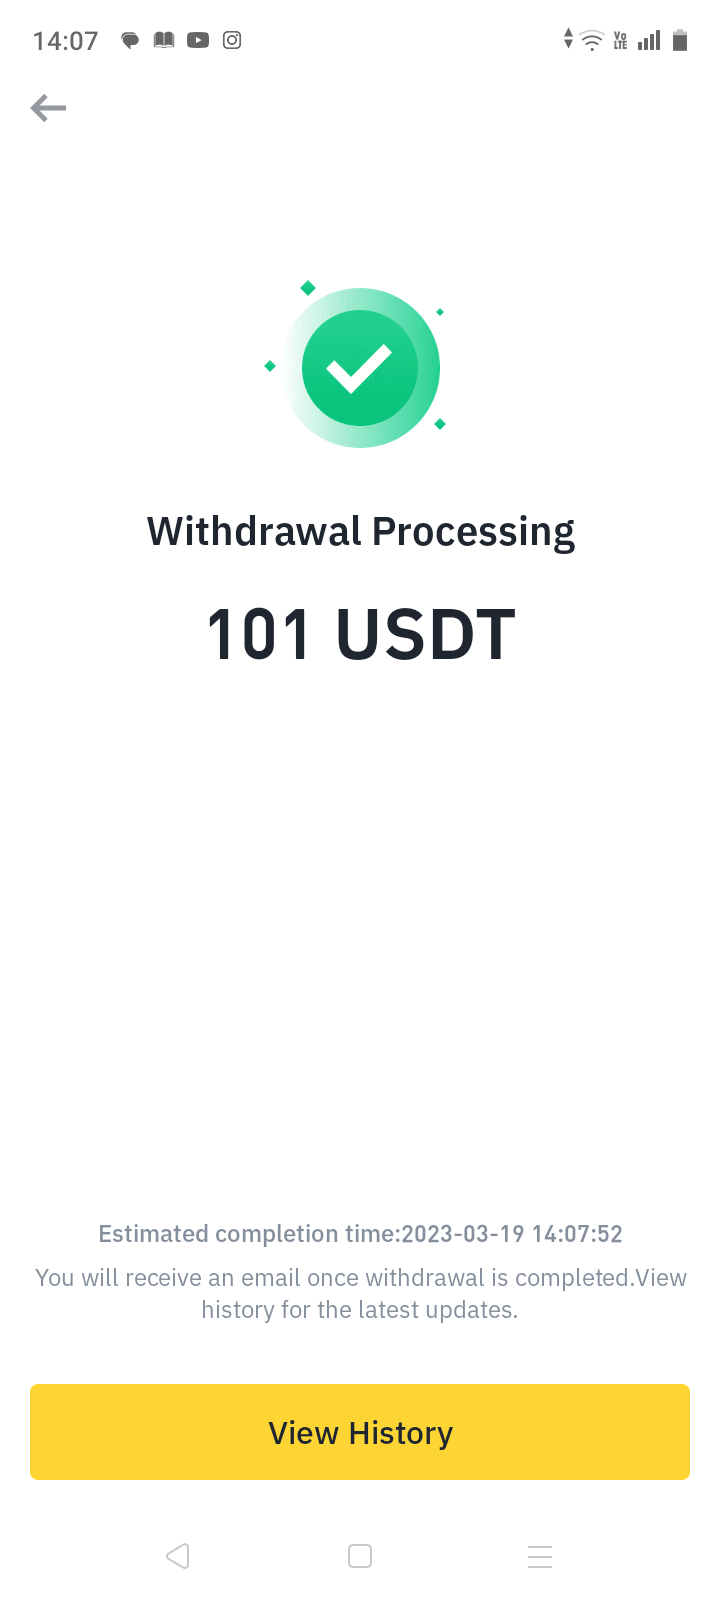 14:07
Vo
LTE
Withdrawal Processing
101 USDT
Estimated completion time:2023-03-19 14:07:52
You will receive an email once withdrawal is completed.View
history for the latest updates.
View History